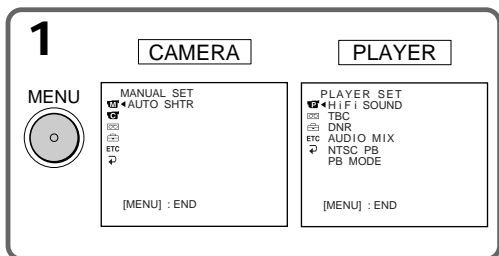 1
CAMERA
PLAYER
MENU
MANUAL SET
M AUTO SHTR
C
ETC
[MENU] : END
PLAYER SET
P HiFi SOUND
TBC
DNR
ETC AUDIO MIX
NTSC PB
PB MODE
[MENU] : END